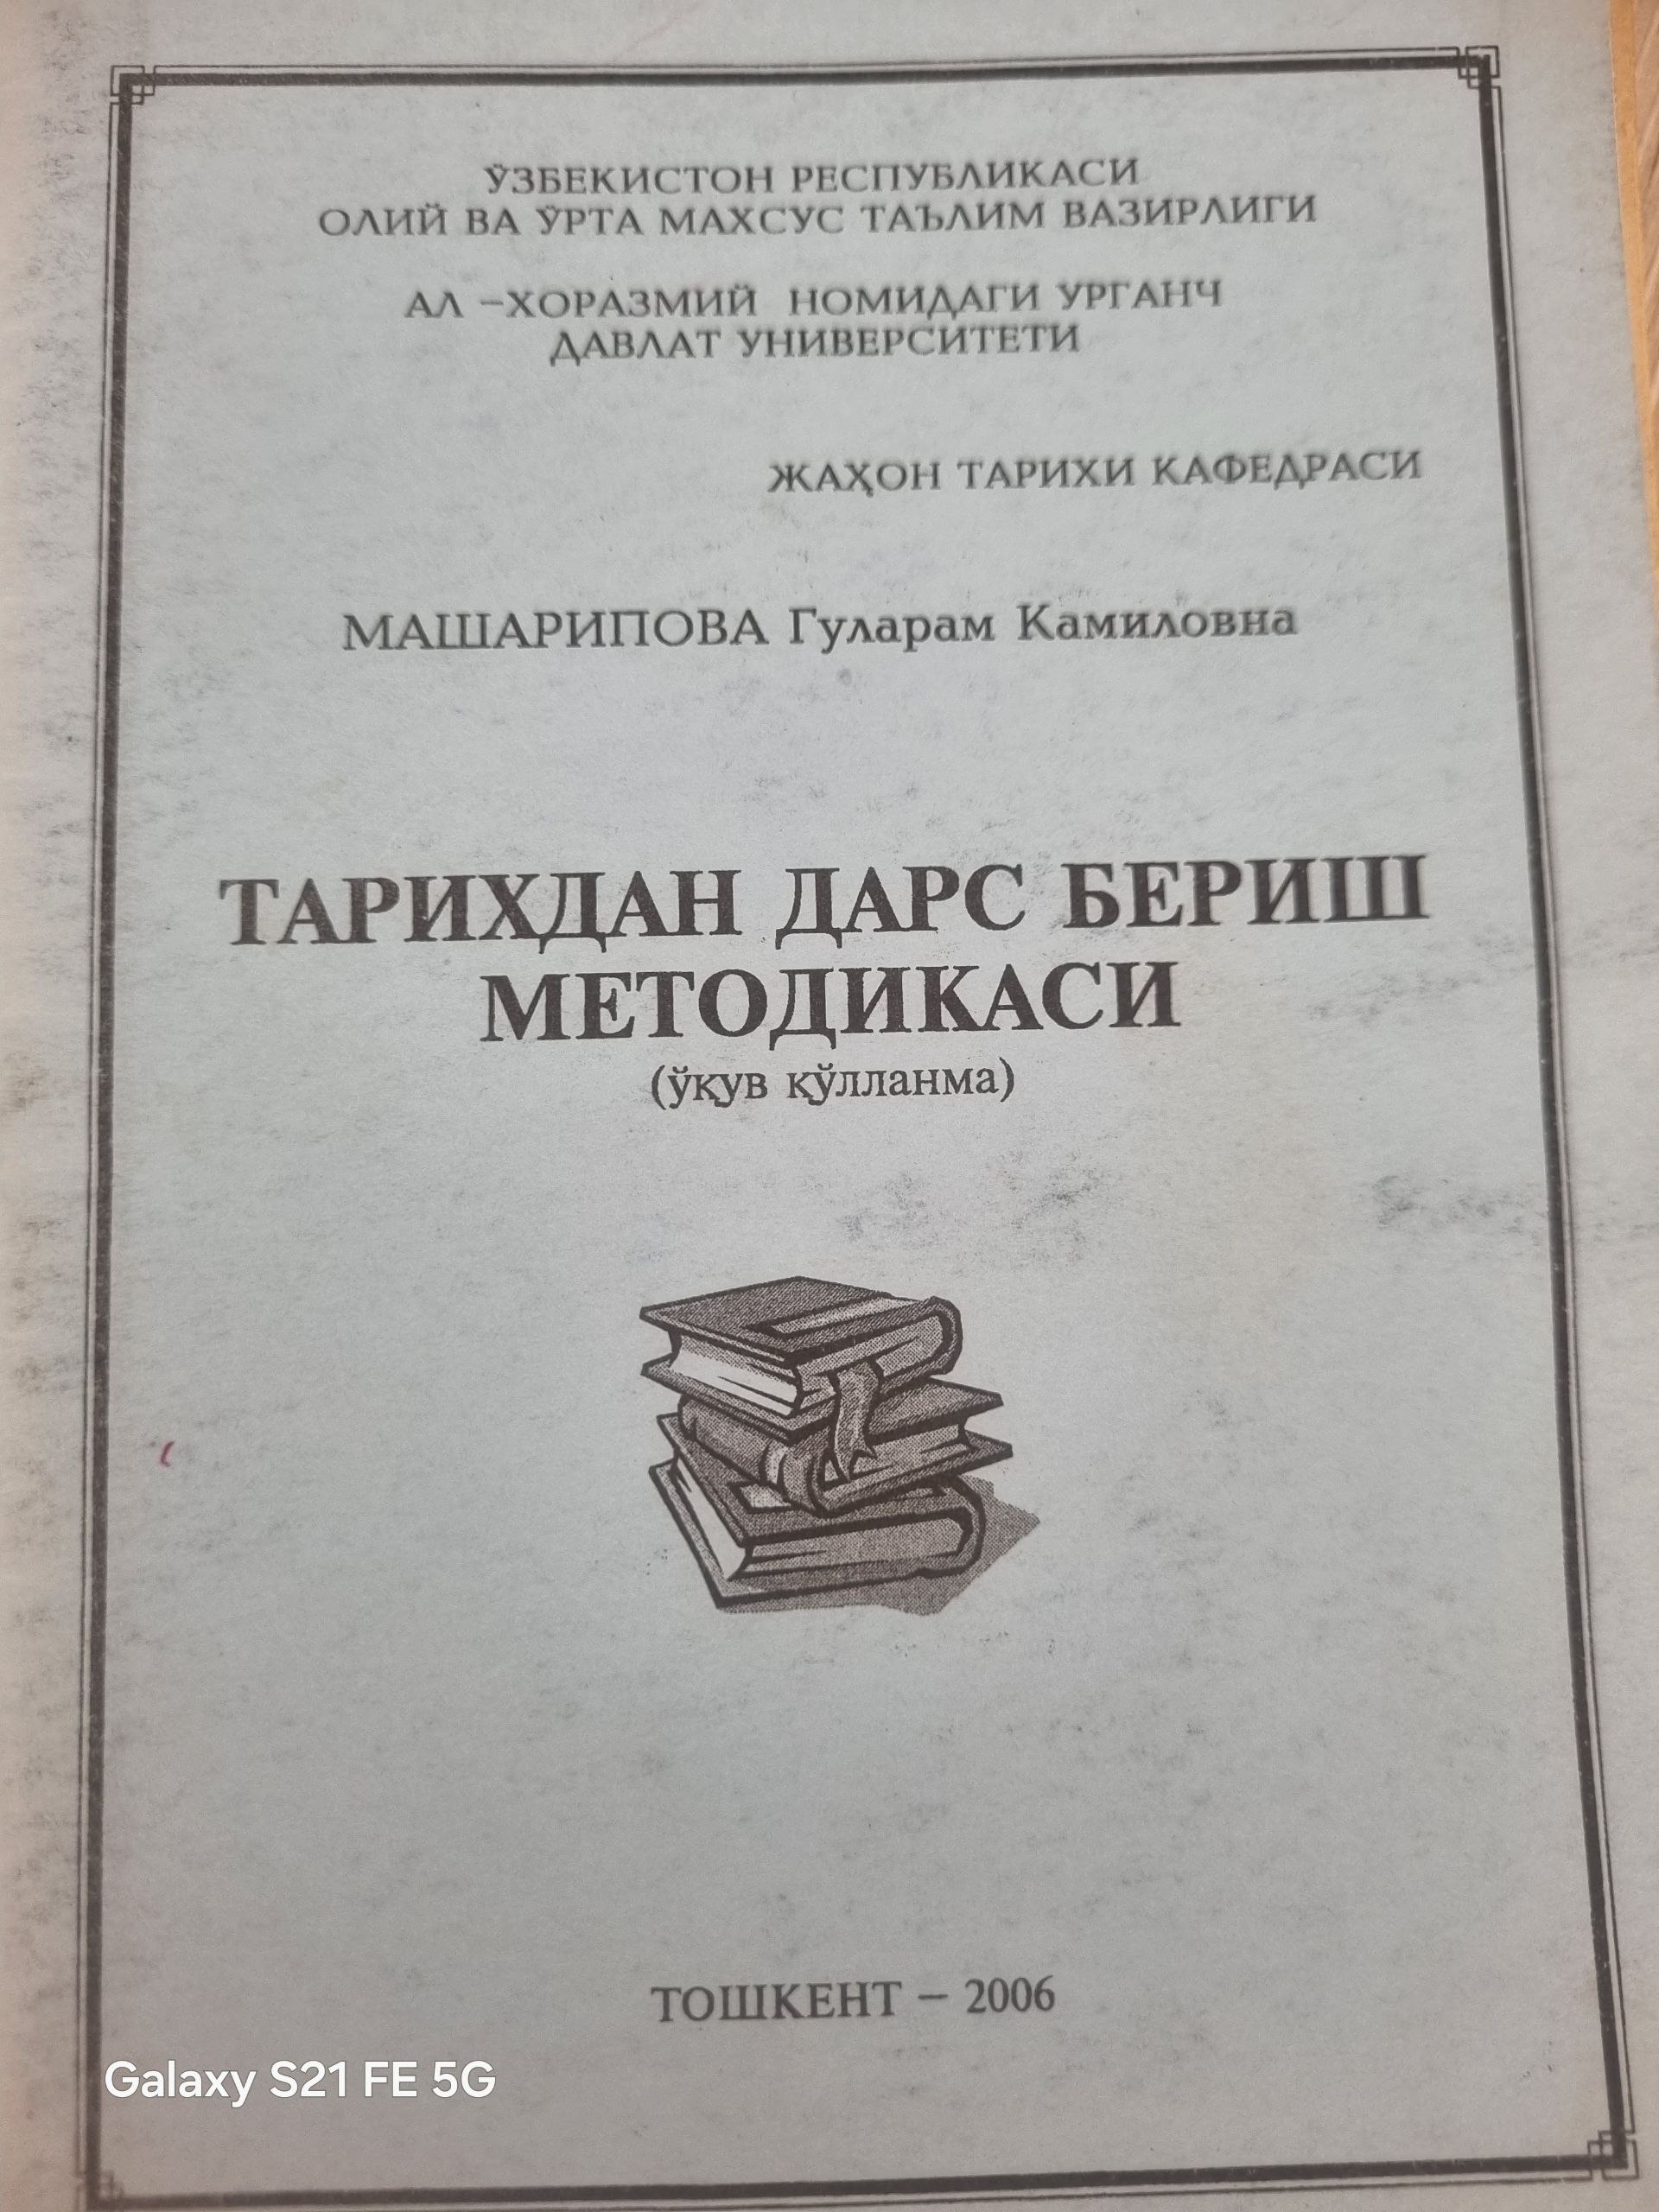 ЎЗБЕКИСТОН РЕСПУБЛИКАСИ
ОЛИЙ ВА ЎРТА МАХСУС ТАЪЛИМ ВАЗИРЛИГИ
АЛ –ХОРАЗМИЙ НОМИДАГИ УРГАНЧ
ДАВЛАТ УНИВЕРСИТЕТИ
ЖАҲОН ТАРИХИ КАФЕДРАСИ
МАШАРИПОВА Гуларам Камиловна
ТАРИХДАН ДАРС БЕРИШ
МЕТОДИКАСИ
(ўқув қўлланма)
ТОШКЕНТ – 2006
Galaxy S21 FE 5G